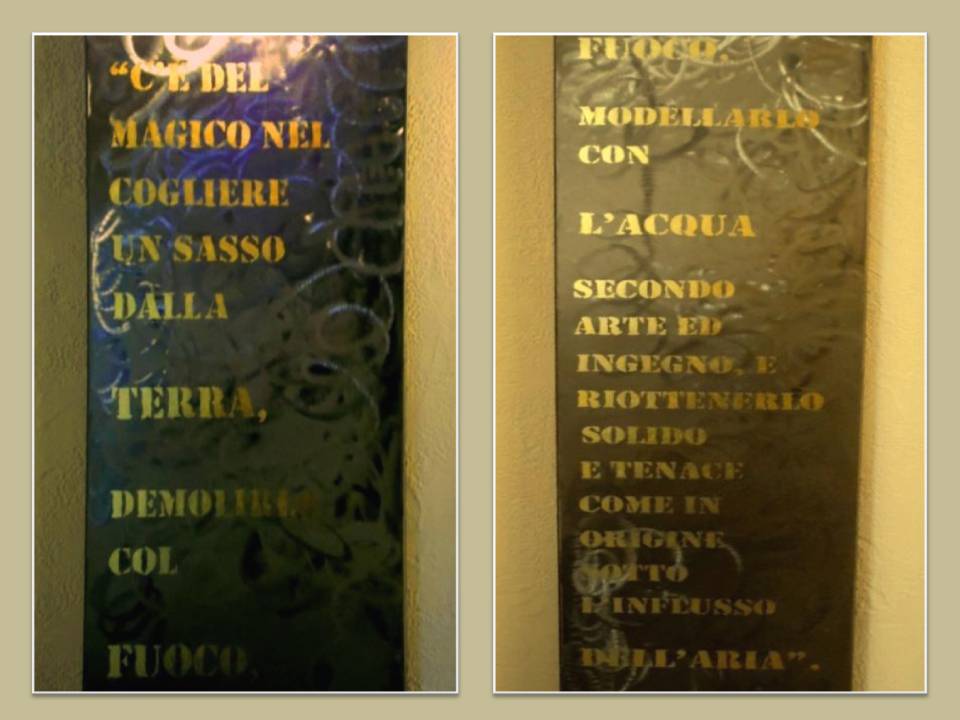 “C’È DEL
MAGICO NEL
COGLIERE
UN SASSO
DALLA
TERRA,
DEMOLIRLO
COL
FUOCO,
FUOCO,
MODELLARLO
CON
L’ACQUA
SECONDO
ARTE ED
INGEGNO, E
RIOTTENERLO
SOLIDO
E TENACE
COME IN
ORIGINE
SOTTO
L’INFLUSSO
DELL’ARIA”.